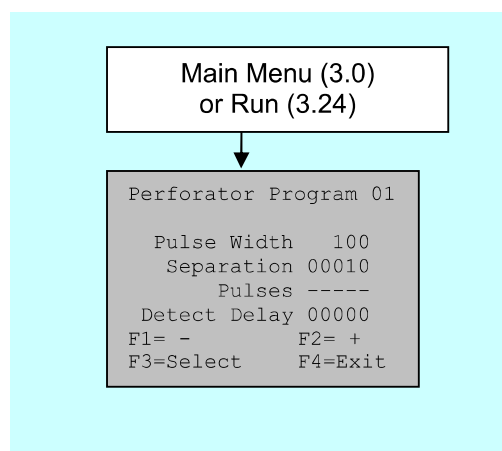 Main Menu (3.0)
or Run (3.24)
Perforator Program 01
Pulse Width 100
Separation 00010
Pulses -----
Detect Delay 00000
F1= - F2= +
F3=Select F4=Exit